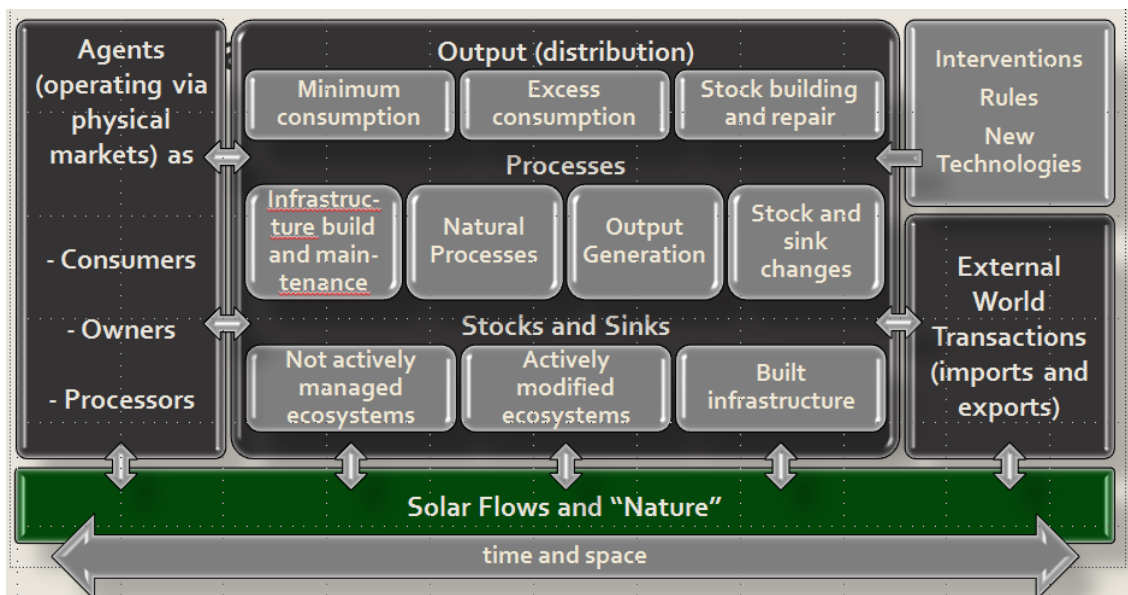 Agents
(operating via
physical
markets) as
- Consumers
- Owners
- Processors
Output (distribution)
Minimum
consumption
Excess
consumption
Stock building
and repair
Processes
Infrastruc-
ture build
and main-
tenance
Natural
Processes
Output
Generation
Stock and
sink
changes
Stocks and Sinks
Not actively
managed
ecosystems
Actively
modified
ecosystems
Built
infrastructure
Interventions
Rules
New
Technologies
External
World
Transactions
(imports and
exports)
Solar Flows and “Nature”
time and space